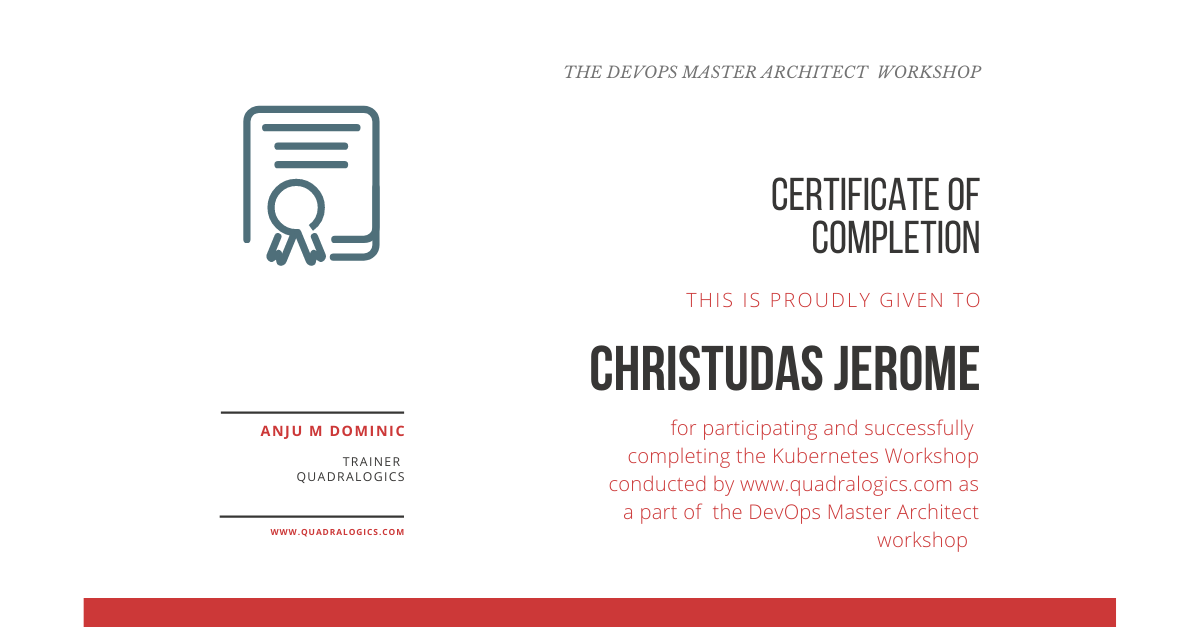 THE DEVOPS MASTER ARCHITECT WORKSHOP
CERTIFICATE OF
COMPLETION
THIS IS PROUDLY GIVEN TO
CHRISTUDAS JEROME
for participating and successfully
completing the Kubernetes Workshop
conducted by www.quadralogics.com as
a part of the DevOps Master Architect
workshop
ANJU M DOMINIC
TRAINER
QUADRALOGICS
WWW.QUADRALOGICS.COM